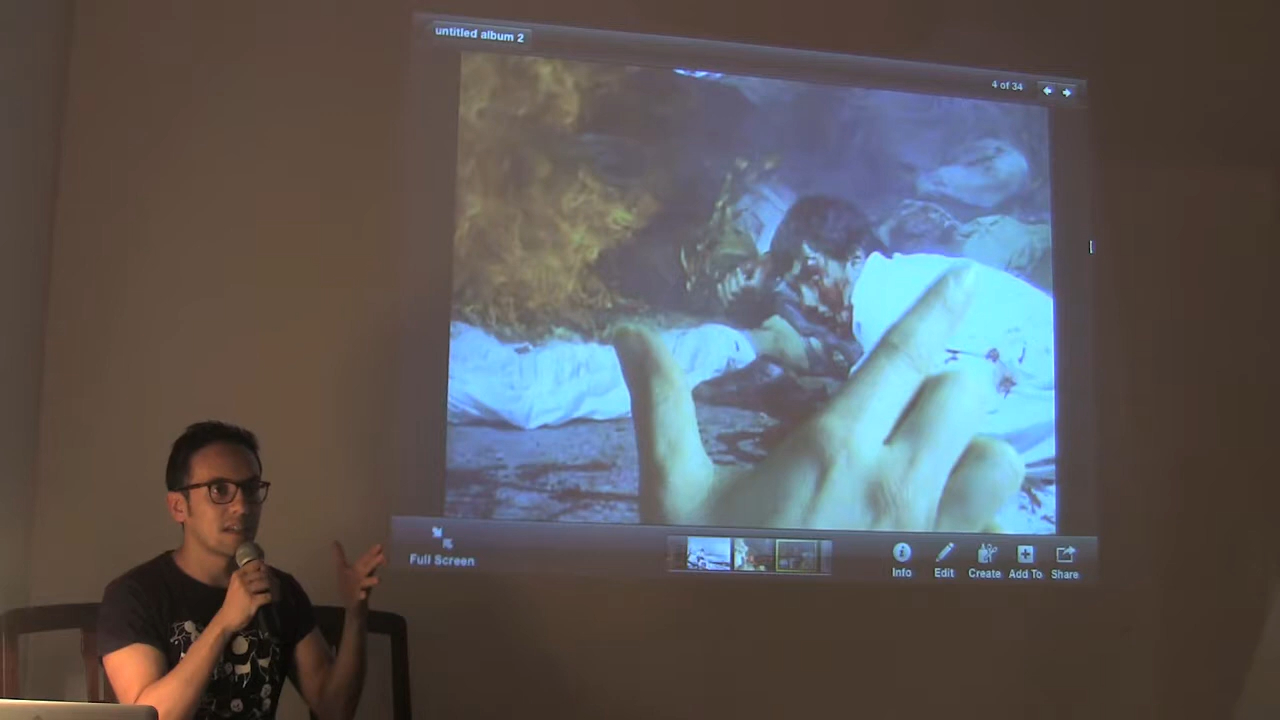 untitled album 2
4 of 34
Full Screen
Info
Edit
Create
Add To
Share